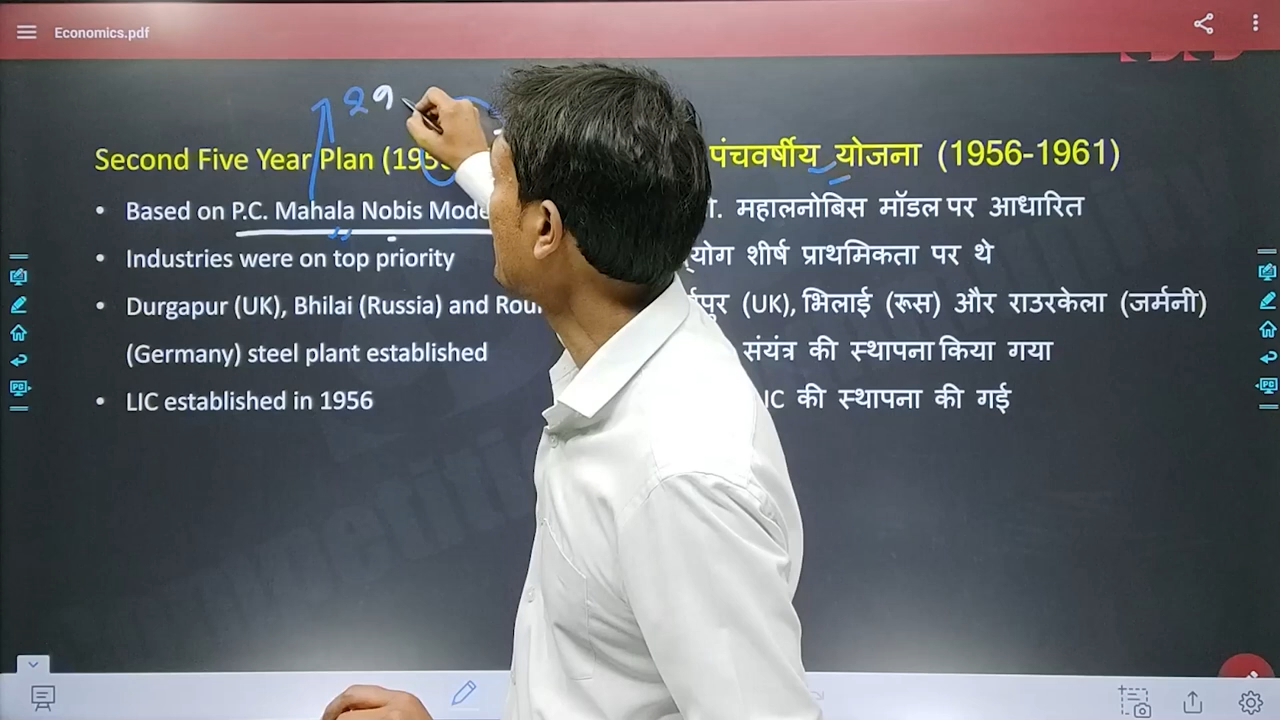 Economics.pdf
29
Second Five Year Plan (195
पंचवर्षीय योजना (1956-1961)
• Based on P.C. Mahala Nobis Mode
महालनोबिस मॉडल पर आधारित
• Industries were on top priority
शीर्ष प्राथमिकता पर थे
• Durgapur (UK), Bhilai (Russia) and Rour
(UK), भिलाई (रूस) और राउरकेला (जर्मनी)
(Germany) steel plant established
संयंत्र की स्थापना किया गया
• LIC established in 1956
की स्थापना की गई